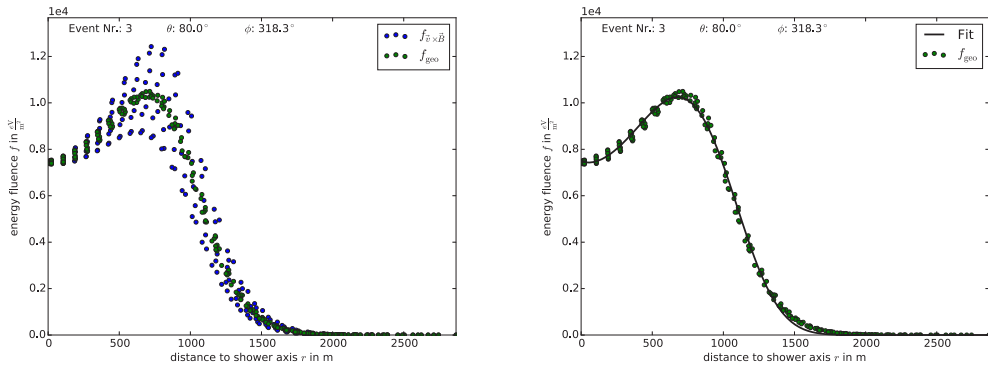 1e4
Event Nr.: 3 θ: 80.0° ϕ: 318.3°
f_{v⃗×B⃗}
f_geo
1.2
1.0
0.8
0.6
0.4
0.2
0.0
energy fluence f in eV/m²
0 500 1000 1500 2000 2500
distance to shower axis r in m
1e4
Event Nr.: 3 θ: 80.0° ϕ: 318.3°
Fit
f_geo
1.2
1.0
0.8
0.6
0.4
0.2
0.0
energy fluence f in eV/m²
0 500 1000 1500 2000 2500
distance to shower axis r in m